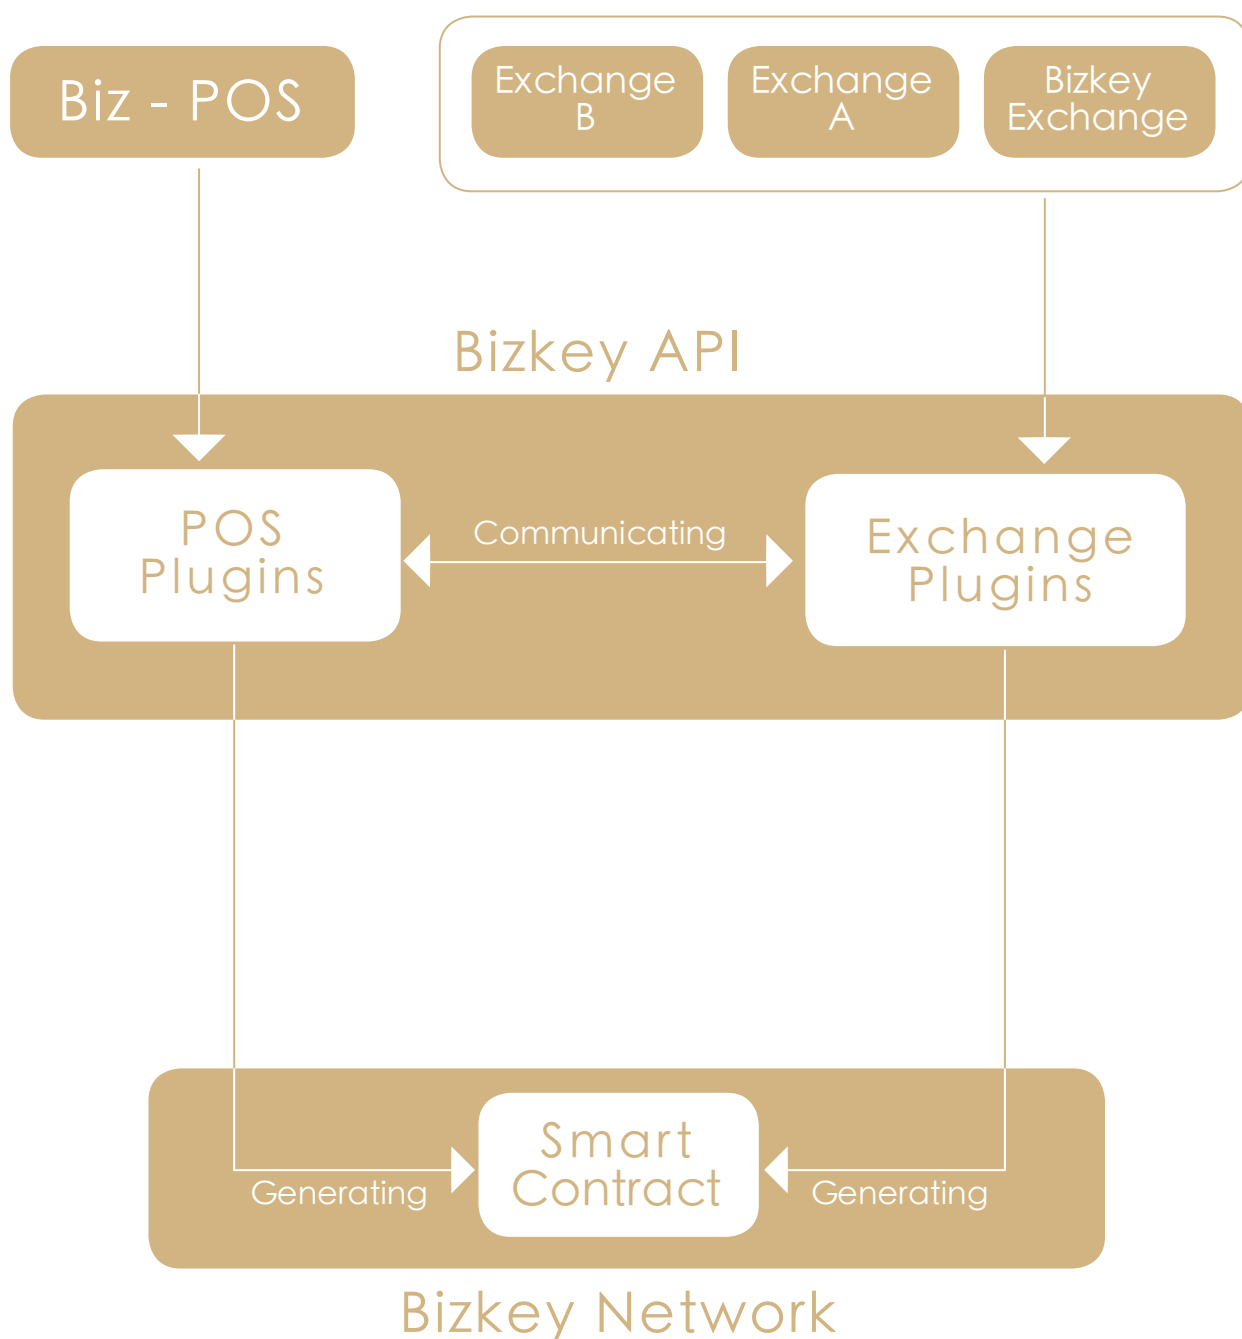 Biz - POS
Exchange
B
Exchange
A
Bizkey
Exchange
Bizkey API
POS
Plugins
Communicating
Exchange
Plugins
Smart
Contract
Generating
Generating
Bizkey Network